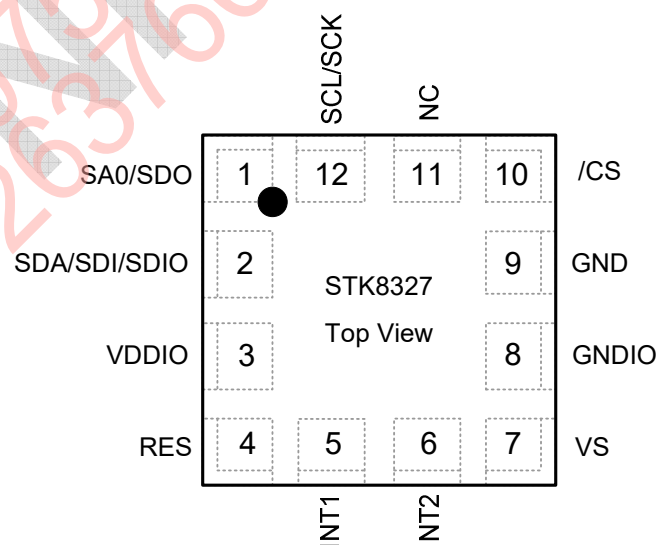 SCL/SCK
NC
SA0/SDO
1
12
11
10
/CS
SDA/SDI/SDIO
2
STK8327
Top View
9
GND
VDDIO
3
8
GNDIO
RES
4
5
6
7
VS
INT1
INT2